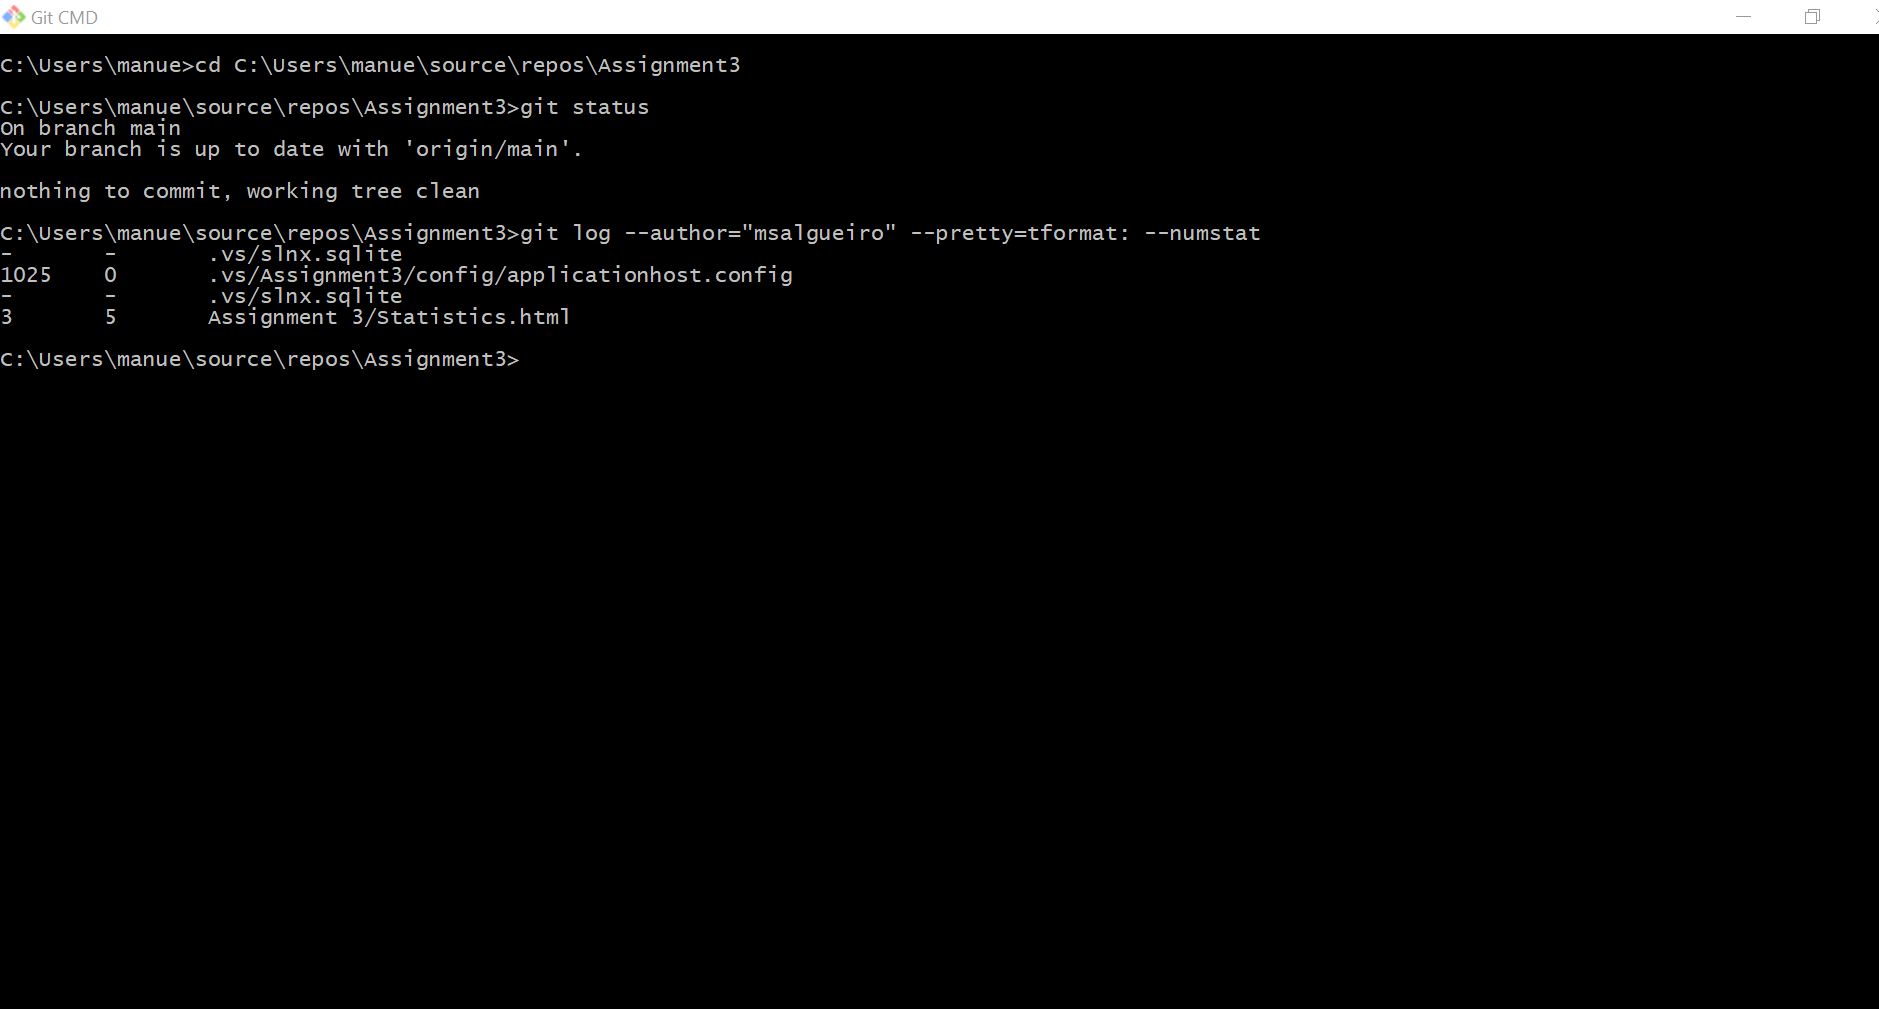 Git CMD
C:\Users\manue>cd C:\Users\manue\source\repos\Assignment3
C:\Users\manue\source\repos\Assignment3>git status
On branch main
Your branch is up to date with 'origin/main'.
nothing to commit, working tree clean
C:\Users\manue\source\repos\Assignment3>git log --author="msalgueiro" --pretty=tformat: --numstat
-       -       .vs/slnx.sqlite
1025    0       .vs/Assignment3/config/applicationhost.config
-       -       .vs/slnx.sqlite
3       5       Assignment 3/Statistics.html
C:\Users\manue\source\repos\Assignment3>